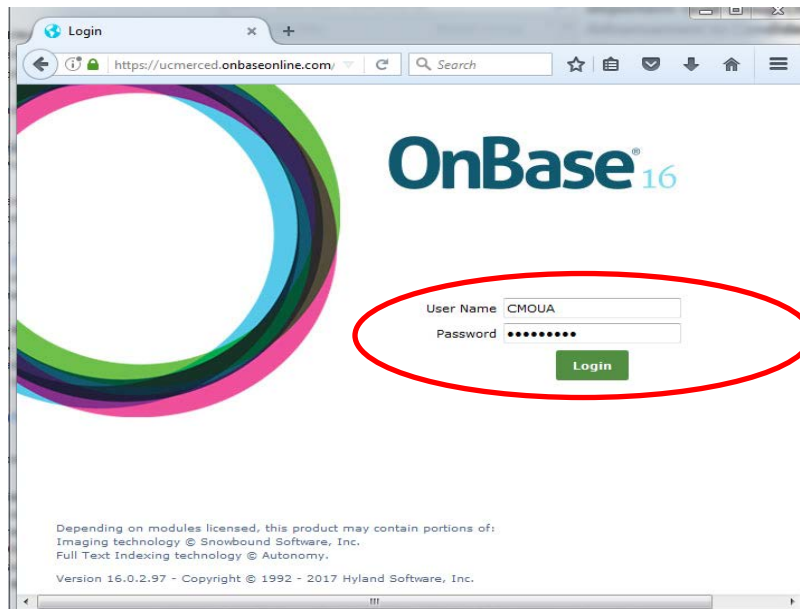 Login
https://ucmerced.onbaseonline.com/
Search
OnBase® 16
User Name CMOUA
Password •••••••••
Login
Depending on modules licensed, this product may contain portions of:
Imaging technology © Snowbound Software, Inc.
Full Text Indexing technology © Autonomy.
Version 16.0.2.97 - Copyright © 1992 - 2017 Hyland Software, Inc.